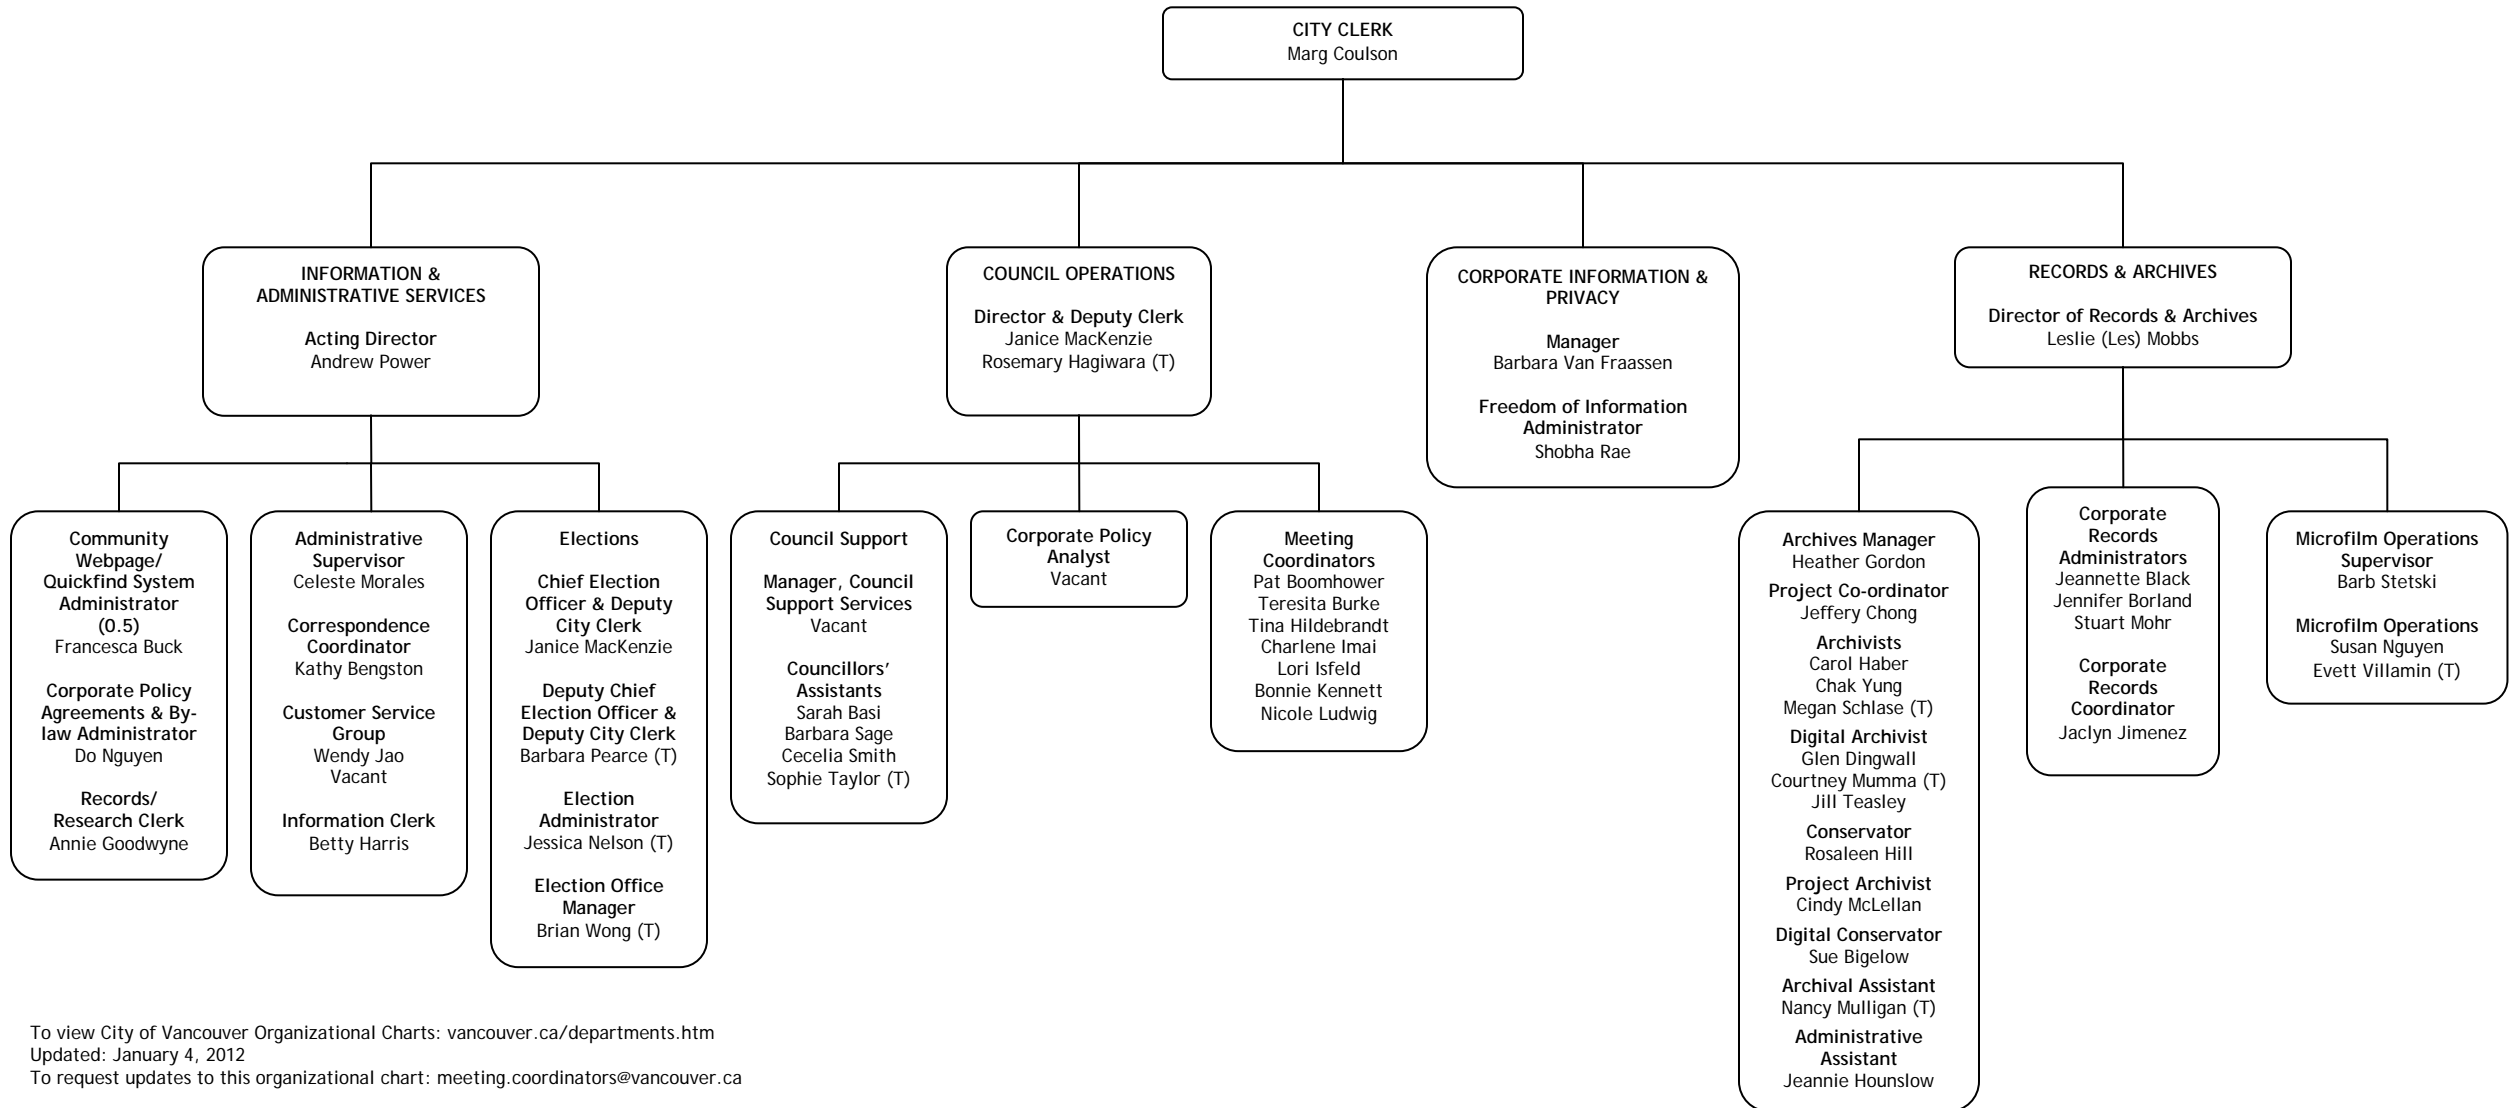 CITY CLERK
Marg Coulson
INFORMATION &
ADMINISTRATIVE SERVICES
Acting Director
Andrew Power
COUNCIL OPERATIONS
Director & Deputy Clerk
Janice MacKenzie
Rosemary Hagiwara (T)
CORPORATE INFORMATION &
PRIVACY
Manager
Barbara Van Fraassen
Freedom of Information
Administrator
Shobha Rae
RECORDS & ARCHIVES
Director of Records & Archives
Leslie (Les) Mobbs
Community
Webpage/
Quickfind System
Administrator
(0.5)
Francesca Buck
Corporate Policy
Agreements & By-
law Administrator
Do Nguyen
Records/
Research Clerk
Annie Goodwyne
Administrative
Supervisor
Celeste Morales
Correspondence
Coordinator
Kathy Bengston
Customer Service
Group
Wendy Jao
Vacant
Information Clerk
Betty Harris
Elections
Chief Election
Officer & Deputy
City Clerk
Janice MacKenzie
Deputy Chief
Election Officer &
Deputy City Clerk
Barbara Pearce (T)
Election
Administrator
Jessica Nelson (T)
Election Office
Manager
Brian Wong (T)
Council Support
Manager, Council
Support Services
Vacant
Councillors’
Assistants
Sarah Basi
Barbara Sage
Cecelia Smith
Sophie Taylor (T)
Corporate Policy
Analyst
Vacant
Meeting
Coordinators
Pat Boomhower
Teresita Burke
Tina Hildebrandt
Charlene Imai
Lori Isfeld
Bonnie Kennett
Nicole Ludwig
Archives Manager
Heather Gordon
Project Co-ordinator
Jeffery Chong
Archivists
Carol Haber
Chak Yung
Megan Schlase (T)
Digital Archivist
Glen Dingwall
Courtney Mumma (T)
Jill Teasley
Conservator
Rosaleen Hill
Project Archivist
Cindy McLellan
Digital Conservator
Sue Bigelow
Archival Assistant
Nancy Mulligan (T)
Administrative
Assistant
Jeannie Hounslow
Corporate
Records
Administrators
Jeannette Black
Jennifer Borland
Stuart Mohr
Corporate
Records
Coordinator
Jaclyn Jimenez
Microfilm Operations
Supervisor
Barb Stetski
Microfilm Operations
Susan Nguyen
Evett Villamin (T)
To view City of Vancouver Organizational Charts: vancouver.ca/departments.htm
Updated: January 4, 2012
To request updates to this organizational chart: meeting.coordinators@vancouver.ca